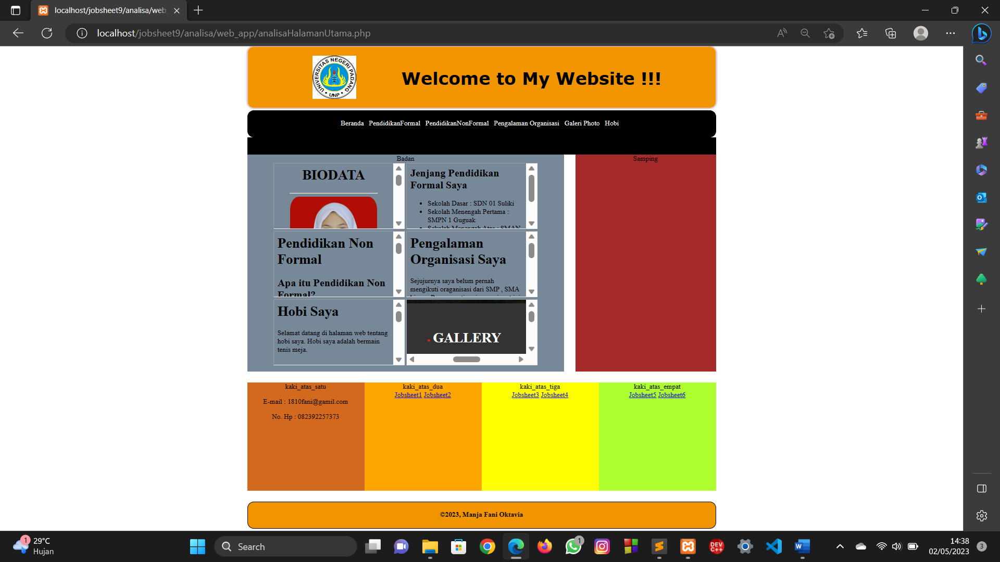 localhost/jobsheet9/analisa/web_
localhost/jobsheet9/analisa/web_app/analisaHalamanUtama.php
UNIVERSITAS NEGERI PADANG
UNP
Welcome to My Website !!!
Beranda PendidikanFormal PendidikanNonFormal Pengalaman Organisasi Galeri Photo Hobi
Badan
Samping
BIODATA
Jenjang Pendidikan
Formal Saya
Sekolah Dasar : SDN 01 Suliki
Sekolah Menengah Pertama :
SMPN 1 Guguak
Sekolah Menengah Atas : SMAN
Pendidikan Non
Formal
Apa itu Pendidikan Non
Formal?
Pengalaman
Organisasi Saya
Sejujurnya saya belum pernah
mengikuti oraganisasi dari SMP , SMA
Hobi Saya
Selamat datang di halaman web tentang
hobi saya. Hobi saya adalah bermain
tenis meja.
GALLERY
kaki_atas_satu
E-mail : 1810fani@gamil.com
No. Hp : 082392257373
kaki_atas_dua
Jobsheet1 Jobsheet2
kaki_atas_tiga
Jobsheet3 Jobsheet4
kaki_atas_empat
Jobsheet5 Jobsheet6
©2023, Manja Fani Oktavia
1
29°C
Hujan
Search
1
DEV
C++
14:38
02/05/2023
3